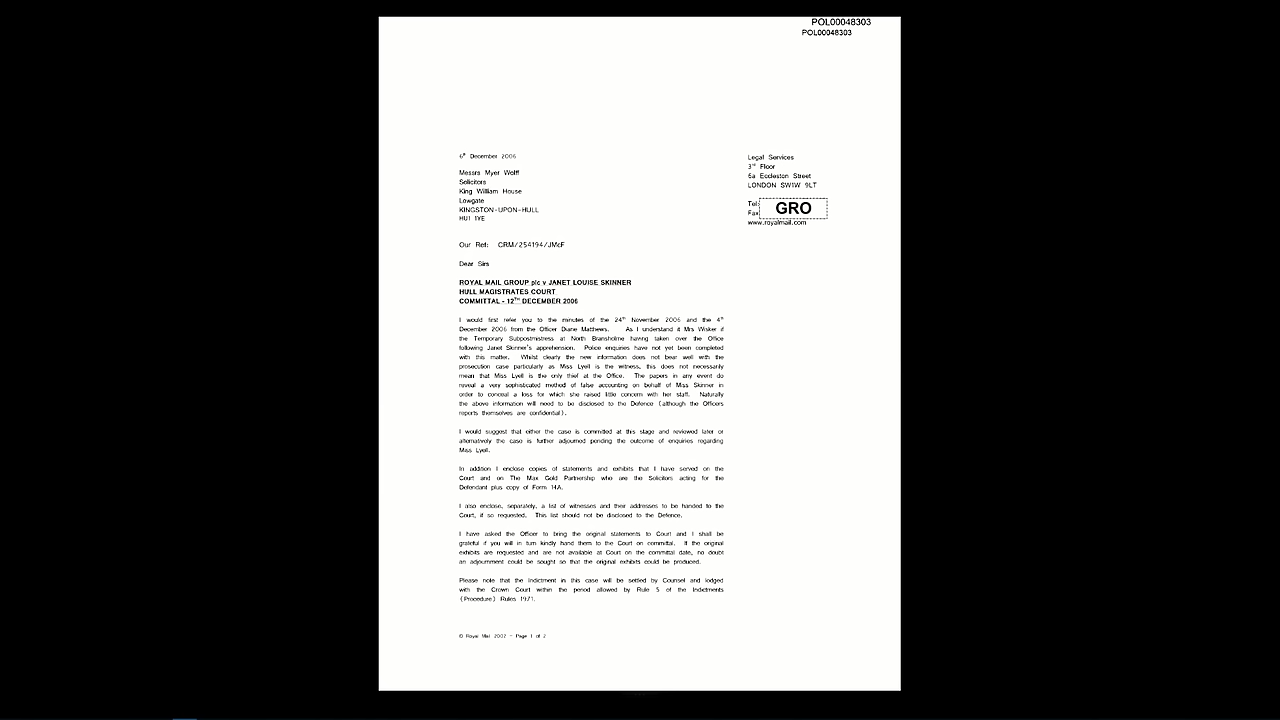 POL00048303
POL00048303
6th December 2006
Messrs Myer Wolff
Solicitors
King William House
Lowgate
KINGSTON-UPON-HULL
HU1 1YE
Legal Services
3rd Floor
6a Eccleston Street
LONDON SW1W 9LT
Tel:
Fax
GRO
www.royalmail.com
Our Ref: CRM/254194/JMcF
Dear Sirs
ROYAL MAIL GROUP plc v JANET LOUISE SKINNER
HULL MAGISTRATES COURT
COMMITTAL - 12TH DECEMBER 2006
I would first refer you to the minutes of the 24th November 2006 and the 4th
December 2006 from the Officer Diane Matthews. As I understand it Mrs Wisker if
the Temporary Subpostmistress at North Bransholme having taken over the Office
following Janet Skinner's apprehension. Police enquiries have not yet been completed
with this matter. Whilst clearly the new information does not bear well with the
prosecution case particularly as Miss Lyell is the witness, this does not necessarily
mean that Miss Lyell is the only thief at the Office. The papers in any event do
reveal a very sophisticated method of false accounting on behalf of Miss Skinner in
order to conceal a loss for which she raised little concern with her staff. Naturally
the above information will need to be disclosed to the Defence (although the Officers
reports themselves are confidential).
I would suggest that either the case is committed at this stage and reviewed later or
alternatively the case is further adjourned pending the outcome of enquiries regarding
Miss Lyell.
In addition I enclose copies of statements and exhibits that I have served on the
Court and on The Max Gold Partnership who are the Solicitors acting for the
Defendant plus copy of Form 14A.
I also enclose, separately, a list of witnesses and their addresses to be handed to the
Court, if so requested. This list should not be disclosed to the Defence.
I have asked the Officer to bring the original statements to Court and I shall be
grateful if you will in turn kindly hand them to the Court on committal. If the original
exhibits are requested and are not available at Court on the committal date, no doubt
an adjournment could be sought so that the original exhibits could be produced.
Please note that the Indictment in this case will be settled by Counsel and lodged
with the Crown Court within the period allowed by Rule 5 of the Indictments
(Procedure) Rules 1971.
© Royal Mail 2002 - Page 1 of 2